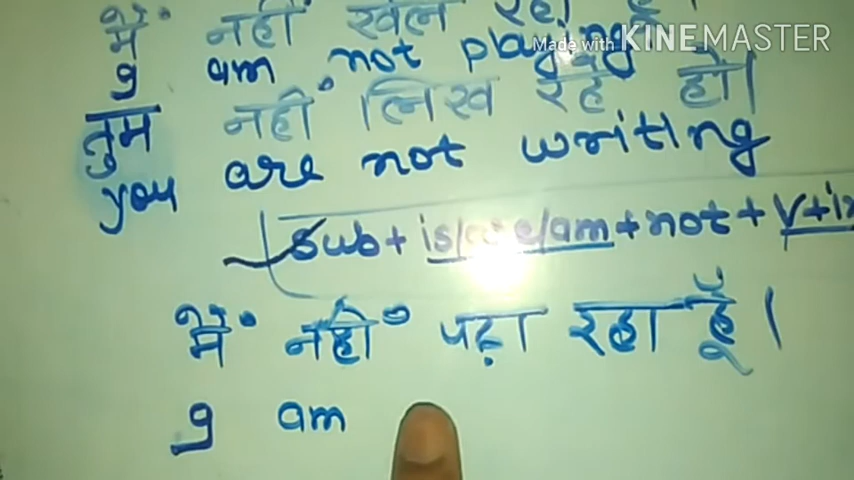 मैं नहीं खेल रहा हूँ
Made with KINEMASTER
I am not playing
तुम नहीं लिख रहे हो।
you are not writing
Sub + is/are/am + not + V+in
मैं नहीं पढ़ा रहा हूँ।
I am